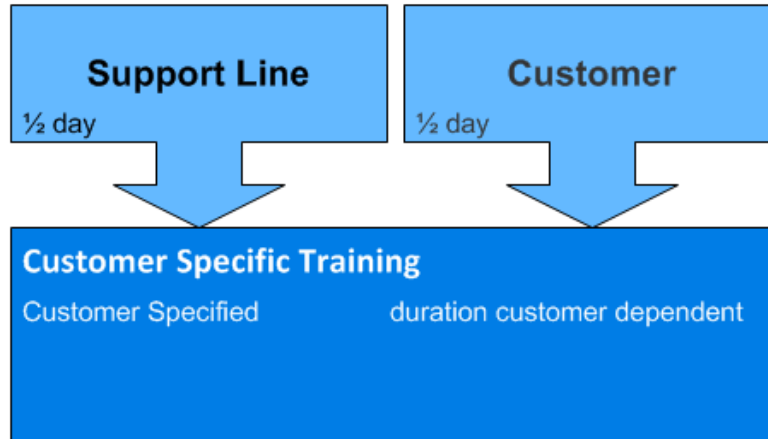 Support Line
½ day
Customer
½ day
Customer Specific Training
Customer Specified
duration customer dependent